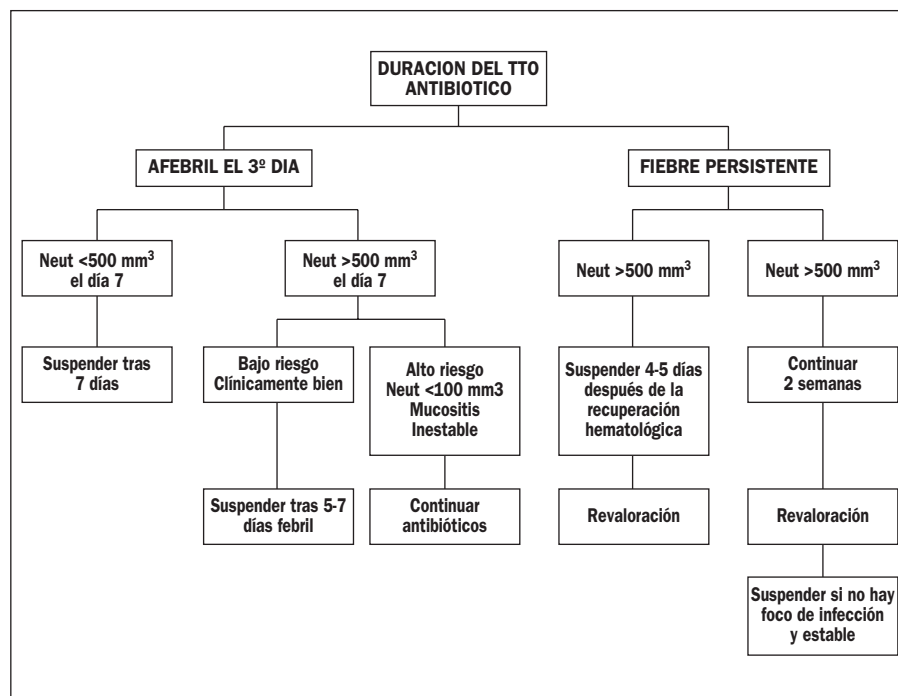 DURACION DEL TTO
ANTIBIOTICO
AFEBRIL EL 3º DIA
FIEBRE PERSISTENTE
Neut <500 mm³
el día 7
Neut >500 mm³
el día 7
Neut >500 mm³
Neut >500 mm³
Suspender tras
7 días
Bajo riesgo
Clínicamente bien
Alto riesgo
Neut <100 mm3
Mucositis
Inestable
Suspender 4-5 días
después de la
recuperación
hematológica
Continuar
2 semanas
Suspender tras 5-7
días febril
Continuar
antibióticos
Revaloración
Revaloración
Suspender si no hay
foco de infección
y estable